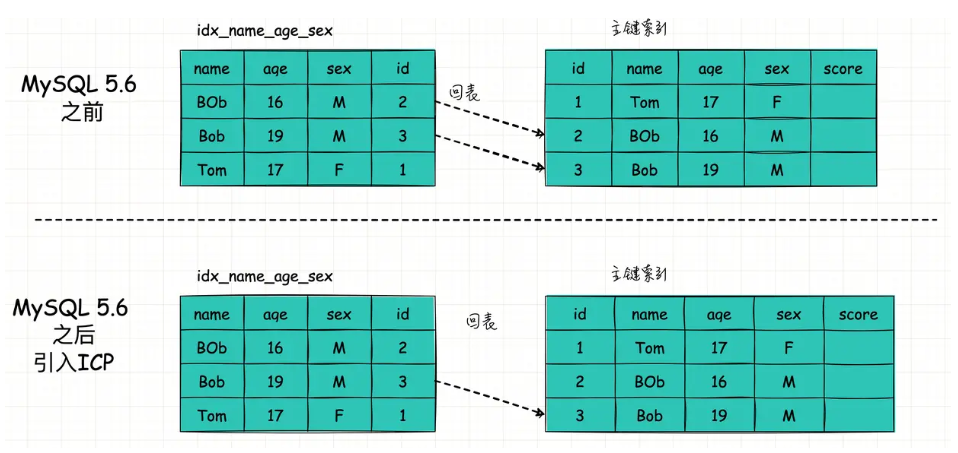 idx_name_age_sex
主键索引
MySQL 5.6
之前
name age sex id
BOb 16 M 2
Bob 19 M 3
Tom 17 F 1
回表
id name age sex score
1 Tom 17 F
2 BOb 16 M
3 Bob 19 M
idx_name_age_sex
主键索引
MySQL 5.6
之后
引入ICP
name age sex id
BOb 16 M 2
Bob 19 M 3
Tom 17 F 1
回表
id name age sex score
1 Tom 17 F
2 BOb 16 M
3 Bob 19 M